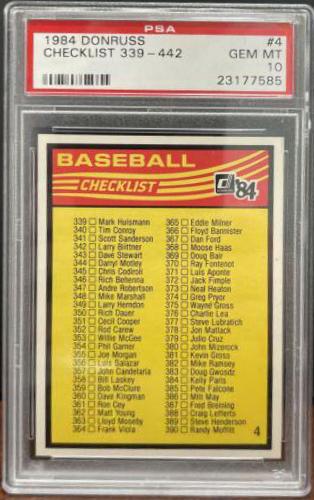 PSA
1984 DONRUSS #4
CHECKLIST 339-442 GEM MT
10
23177585
BASEBALL
CHECKLIST
'84
339 Mark Huismann
340 Tim Conroy
341 Scott Sanderson
342 Larry Biittner
343 Dave Stewart
344 Darryl Motley
345 Chris Codiroli
346 Rich Behenna
347 Andre Robertson
348 Mike Marshall
349 Larry Herndon
350 Rich Dauer
351 Cecil Cooper
352 Rod Carew
353 Willie McGee
354 Phil Garner
355 Joe Morgan
356 Luis Salazar
357 John Candelaria
358 Bill Laskey
359 Bob McClure
360 Dave Kingman
361 Ron Cey
362 Matt Young
363 Lloyd Moseby
364 Frank Viola
365 Eddie Milner
366 Floyd Bannister
367 Dan Ford
368 Moose Haas
369 Doug Bair
370 Ray Fontenot
371 Luis Aponte
372 Jack Fimple
373 Neal Heaton
374 Greg Pryor
375 Wayne Gross
376 Charlie Lea
377 Steve Lubratich
378 Jon Matlack
379 Julio Cruz
380 John Mizerock
381 Kevin Gross
382 Mike Ramsey
383 Doug Gwosdz
384 Kelly Paris
385 Pete Falcone
386 Milt May
387 Fred Breining
388 Craig Lefferts
389 Steve Henderson
390 Randy Moffitt
4